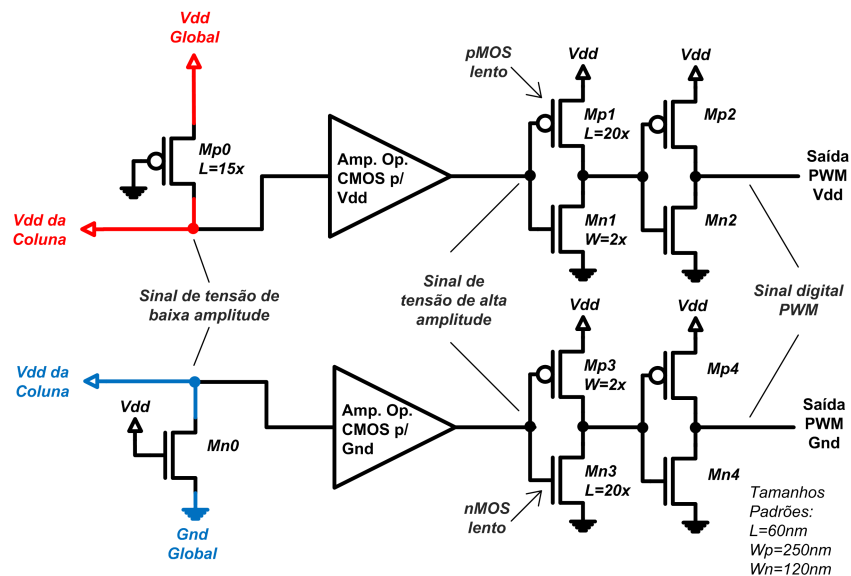 Vdd
Global
Mp0
L=15x
Vdd da
Coluna
Amp. Op.
CMOS p/
Vdd
pMOS
lento
Vdd
Mp1
L=20x
Mn1
W=2x
Vdd
Mp2
Mn2
Saída
PWM
Vdd
Sinal de tensão de
baixa amplitude
Sinal de
tensão de alta
amplitude
Sinal digital
PWM
Vdd da
Coluna
Vdd
Mn0
Gnd
Global
Amp. Op.
CMOS p/
Gnd
Vdd
Mp3
W=2x
Mn3
L=20x
nMOS
lento
Vdd
Mp4
Mn4
Saída
PWM
Gnd
Tamanhos
Padrões:
L=60nm
Wp=250nm
Wn=120nm